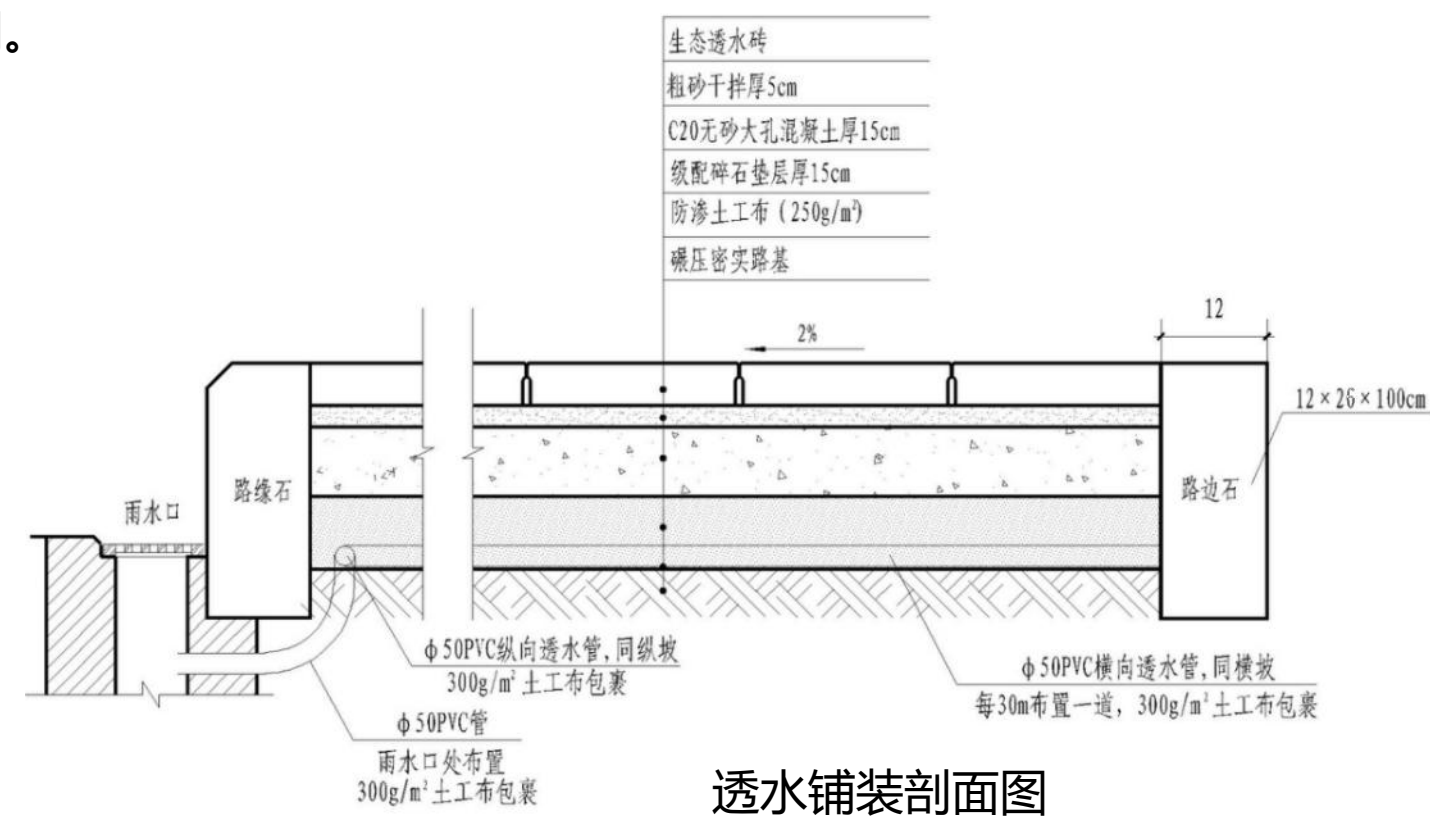 。
生态透水砖
粗砂干拌厚5cm
C20无砂大孔混凝土厚15cm
级配碎石垫层厚15cm
防渗土工布(250g/m²)
碾压密实路基
12
2%
12×26×100cm
路缘石
路边石
雨水口
φ50PVC纵向透水管,同纵坡
300g/m²土工布包裹
φ50PVC横向透水管,同横坡
每30m布置一道，300g/m²土工布包裹
φ50PVC管
雨水口处布置
300g/m²土工布包裹
透水铺装剖面图